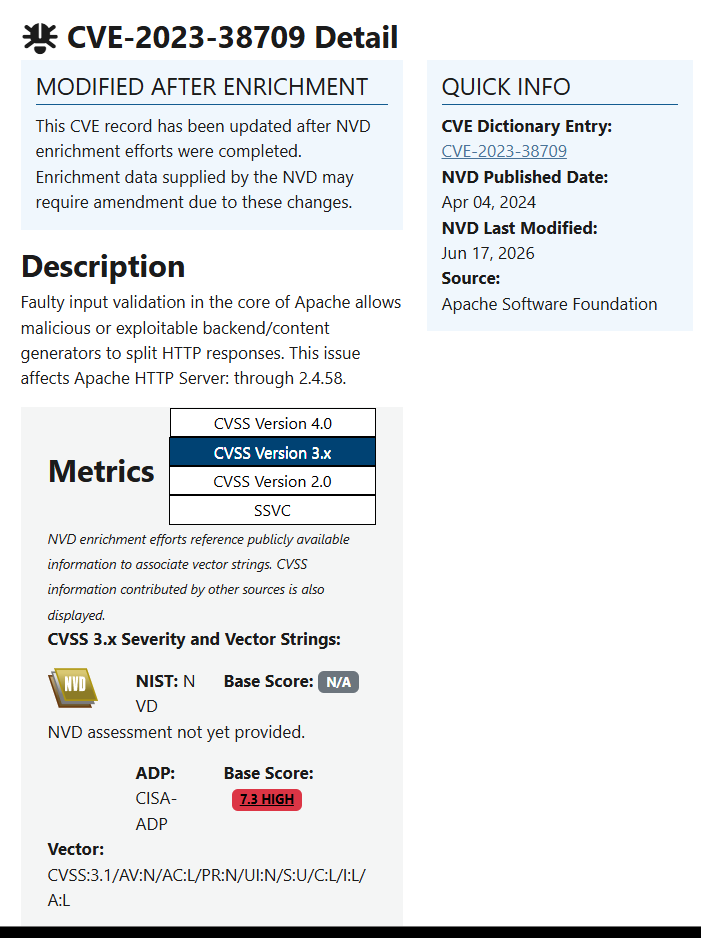 CVE-2023-38709 Detail
MODIFIED AFTER ENRICHMENT
This CVE record has been updated after NVD
enrichment efforts were completed.
Enrichment data supplied by the NVD may
require amendment due to these changes.
QUICK INFO
CVE Dictionary Entry:
CVE-2023-38709
NVD Published Date:
Apr 04, 2024
NVD Last Modified:
Jun 17, 2026
Source:
Apache Software Foundation
Description
Faulty input validation in the core of Apache allows
malicious or exploitable backend/content
generators to split HTTP responses. This issue
affects Apache HTTP Server: through 2.4.58.
Metrics
CVSS Version 4.0
CVSS Version 3.x
CVSS Version 2.0
SSVC
NVD enrichment efforts reference publicly available
information to associate vector strings. CVSS
information contributed by other sources is also
displayed.
CVSS 3.x Severity and Vector Strings:
NVD
NIST: N
VD
Base Score: N/A
NVD assessment not yet provided.
ADP:
CISA-
ADP
Base Score:
7.3 HIGH
Vector:
CVSS:3.1/AV:N/AC:L/PR:N/UI:N/S:U/C:L/I:L/
A:L